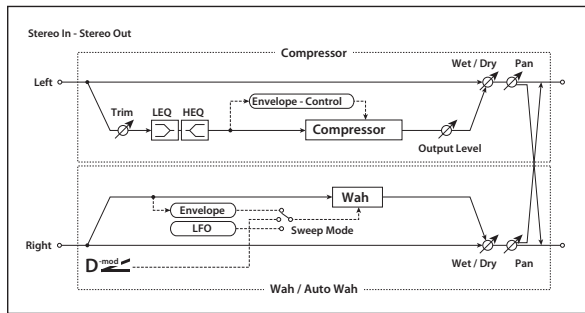 Stereo In - Stereo Out
Compressor
Wet / Dry
Pan
Left
Trim
LEQ
HEQ
Envelope - Control
Compressor
Output Level
Wah
Envelope
LFO
Sweep Mode
Right
D-mod
Wet / Dry
Pan
Wah / Auto Wah